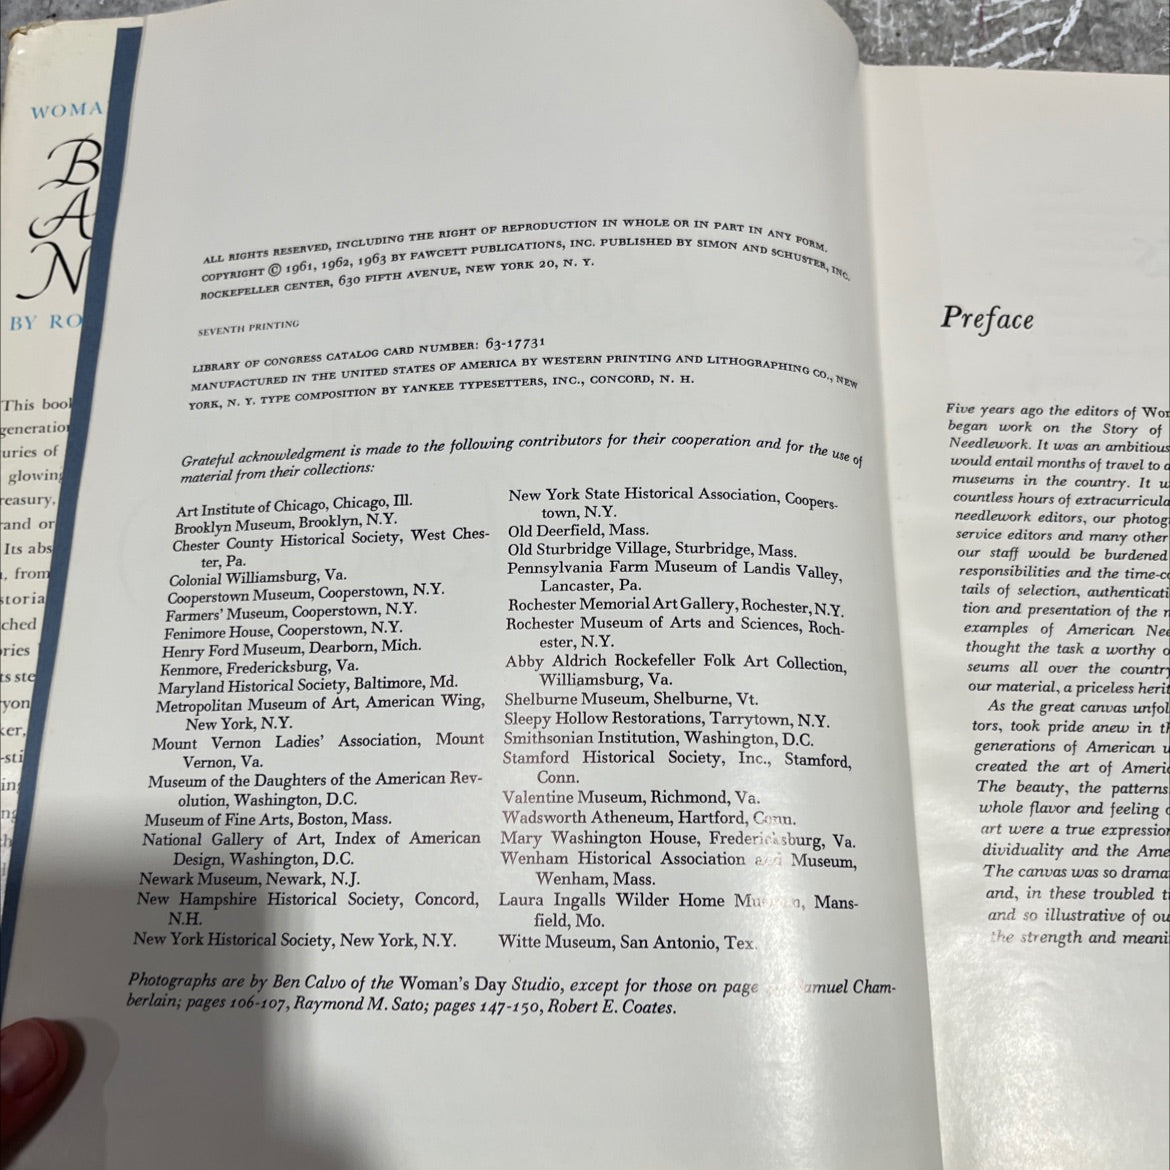 WOMA
B
A
N
BY RO
This book
generation
uries of
glowing
reasury,
and or
Its abs
, from
storia
ched
ories
ts ste
yon
ker,
-sti
ing
ALL RIGHTS RESERVED, INCLUDING THE RIGHT OF REPRODUCTION IN WHOLE OR IN PART IN ANY FORM.
COPYRIGHT © 1961, 1962, 1963 BY FAWCETT PUBLICATIONS, INC. PUBLISHED BY SIMON AND SCHUSTER, INC.
ROCKEFELLER CENTER, 630 FIFTH AVENUE, NEW YORK 20, N. Y.
SEVENTH PRINTING
LIBRARY OF CONGRESS CATALOG CARD NUMBER: 63-17731
MANUFACTURED IN THE UNITED STATES OF AMERICA BY WESTERN PRINTING AND LITHOGRAPHING CO., NEW
YORK, N. Y. TYPE COMPOSITION BY YANKEE TYPESETTERS, INC., CONCORD, N. H.
Grateful acknowledgment is made to the following contributors for their cooperation and for the use of
material from their collections:
Art Institute of Chicago, Chicago, Ill.
Brooklyn Museum, Brooklyn, N.Y.
Chester County Historical Society, West Ches-
ter, Pa.
Colonial Williamsburg, Va.
Cooperstown Museum, Cooperstown, N.Y.
Farmers' Museum, Cooperstown, N.Y.
Fenimore House, Cooperstown, N.Y.
Henry Ford Museum, Dearborn, Mich.
Kenmore, Fredericksburg, Va.
Maryland Historical Society, Baltimore, Md.
Metropolitan Museum of Art, American Wing,
New York, N.Y.
Mount Vernon Ladies' Association, Mount
Vernon, Va.
Museum of the Daughters of the American Rev-
olution, Washington, D.C.
Museum of Fine Arts, Boston, Mass.
National Gallery of Art, Index of American
Design, Washington, D.C.
Newark Museum, Newark, N.J.
New Hampshire Historical Society, Concord,
N.H.
New York Historical Society, New York, N.Y.
New York State Historical Association, Coopers-
town, N.Y.
Old Deerfield, Mass.
Old Sturbridge Village, Sturbridge, Mass.
Pennsylvania Farm Museum of Landis Valley,
Lancaster, Pa.
Rochester Memorial Art Gallery, Rochester, N.Y.
Rochester Museum of Arts and Sciences, Roch-
ester, N.Y.
Abby Aldrich Rockefeller Folk Art Collection,
Williamsburg, Va.
Shelburne Museum, Shelburne, Vt.
Sleepy Hollow Restorations, Tarrytown, N.Y.
Smithsonian Institution, Washington, D.C.
Stamford Historical Society, Inc., Stamford,
Conn.
Valentine Museum, Richmond, Va.
Wadsworth Atheneum, Hartford, Conn.
Mary Washington House, Fredericksburg, Va.
Wenham Historical Association and Museum,
Wenham, Mass.
Laura Ingalls Wilder Home Museum, Mans-
field, Mo.
Witte Museum, San Antonio, Tex.
Photographs are by Ben Calvo of the Woman's Day Studio, except for those on page Samuel Cham-
berlain; pages 106-107, Raymond M. Sato; pages 147-150, Robert E. Coates.
Preface
Five years ago the editors of Wom
began work on the Story of
Needlework. It was an ambitious
would entail months of travel to a
museums in the country. It w
countless hours of extracurricula
needlework editors, our photog
service editors and many other
our staff would be burdened
responsibilities and the time-co
tails of selection, authenticati
tion and presentation of the m
examples of American Nee
thought the task a worthy o
seums all over the country
our material, a priceless herit
As the great canvas unfol
tors, took pride anew in th
generations of American w
created the art of Americ
The beauty, the patterns
whole flavor and feeling o
art were a true expression
dividuality and the Ame
The canvas was so drama
and, in these troubled ti
and so illustrative of ou
the strength and meani